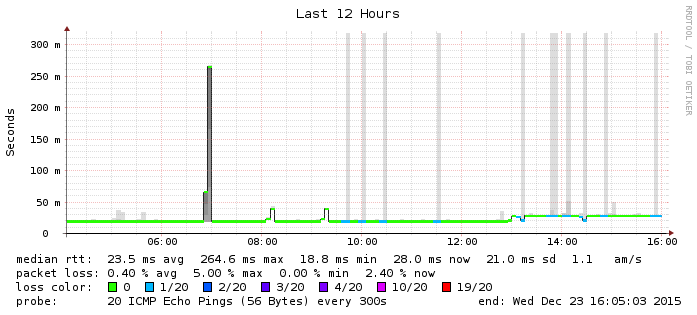 Last 12 Hours
RRDTOOL / TOBI OETIKER
Seconds
300 m
250 m
200 m
150 m
100 m
50 m
0
06:00 08:00 10:00 12:00 14:00 16:00
median rtt: 23.5 ms avg 264.6 ms max 18.8 ms min 28.0 ms now 21.0 ms sd 1.1 am/s
packet loss: 0.40 % avg 5.00 % max 0.00 % min 2.40 % now
loss color: 0 1/20 2/20 3/20 4/20 10/20 19/20
probe: 20 ICMP Echo Pings (56 Bytes) every 300s end: Wed Dec 23 16:05:03 2015